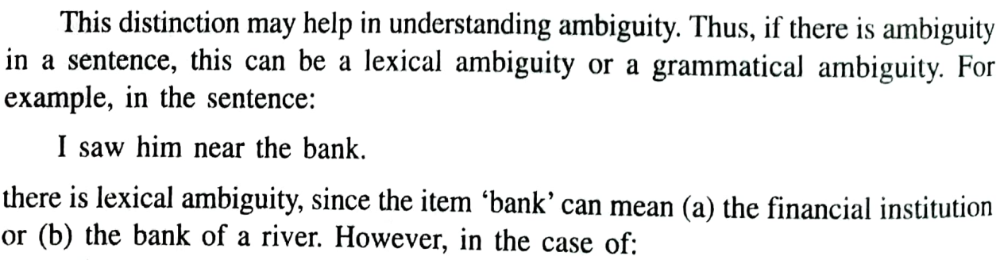 This distinction may help in understanding ambiguity. Thus, if there is ambiguity
in a sentence, this can be a lexical ambiguity or a grammatical ambiguity. For
example, in the sentence:
I saw him near the bank.
there is lexical ambiguity, since the item ‘bank’ can mean (a) the financial institution
or (b) the bank of a river. However, in the case of: